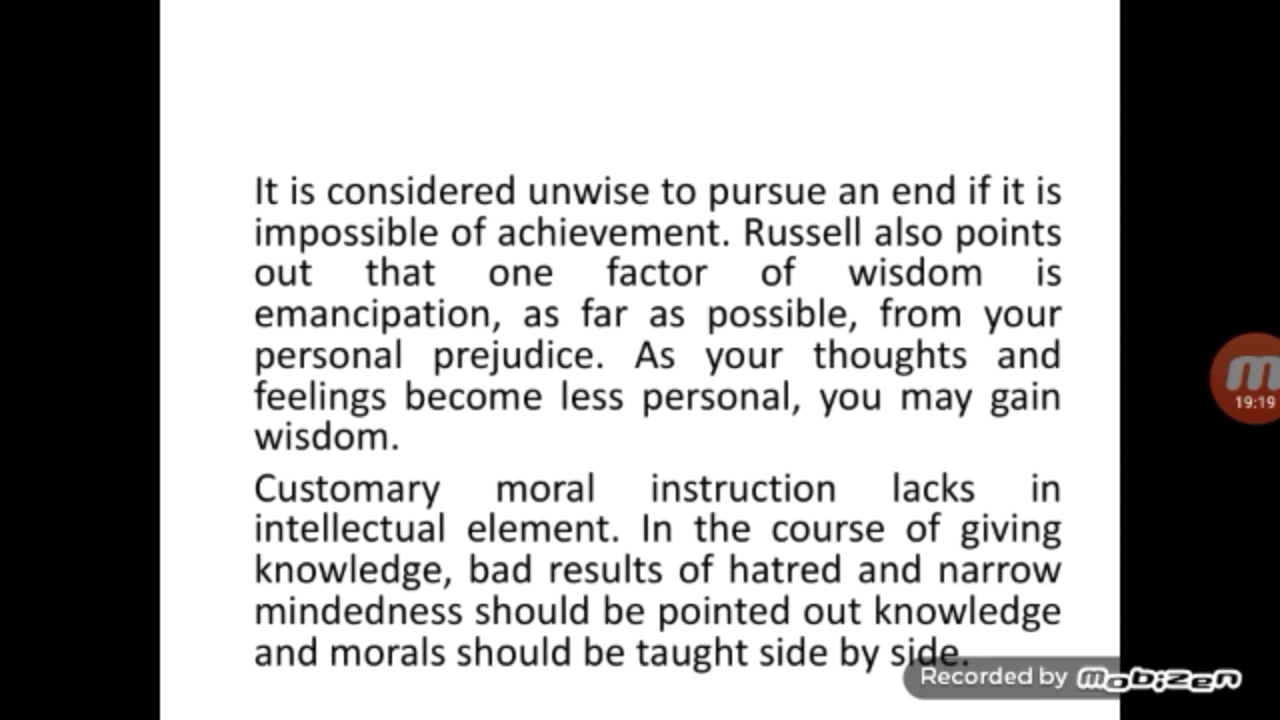 It is considered unwise to pursue an end if it is
impossible of achievement. Russell also points
out that one factor of wisdom is
emancipation, as far as possible, from your
personal prejudice. As your thoughts and
feelings become less personal, you may gain
wisdom.
Customary moral instruction lacks in
intellectual element. In the course of giving
knowledge, bad results of hatred and narrow
mindedness should be pointed out knowledge
and morals should be taught side by side.
19:19
Recorded by mobizen